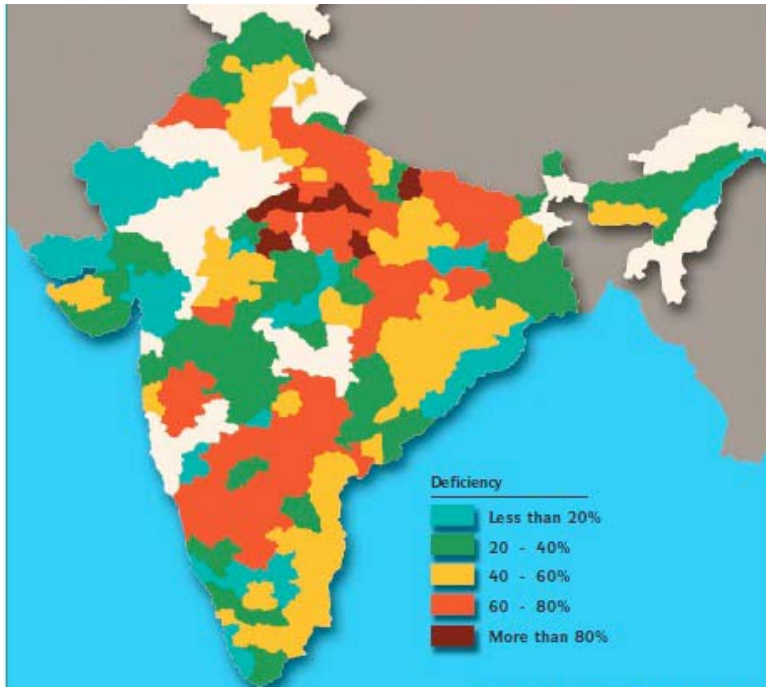 Deficiency
Less than 20%
20 - 40%
40 - 60%
60 - 80%
More than 80%